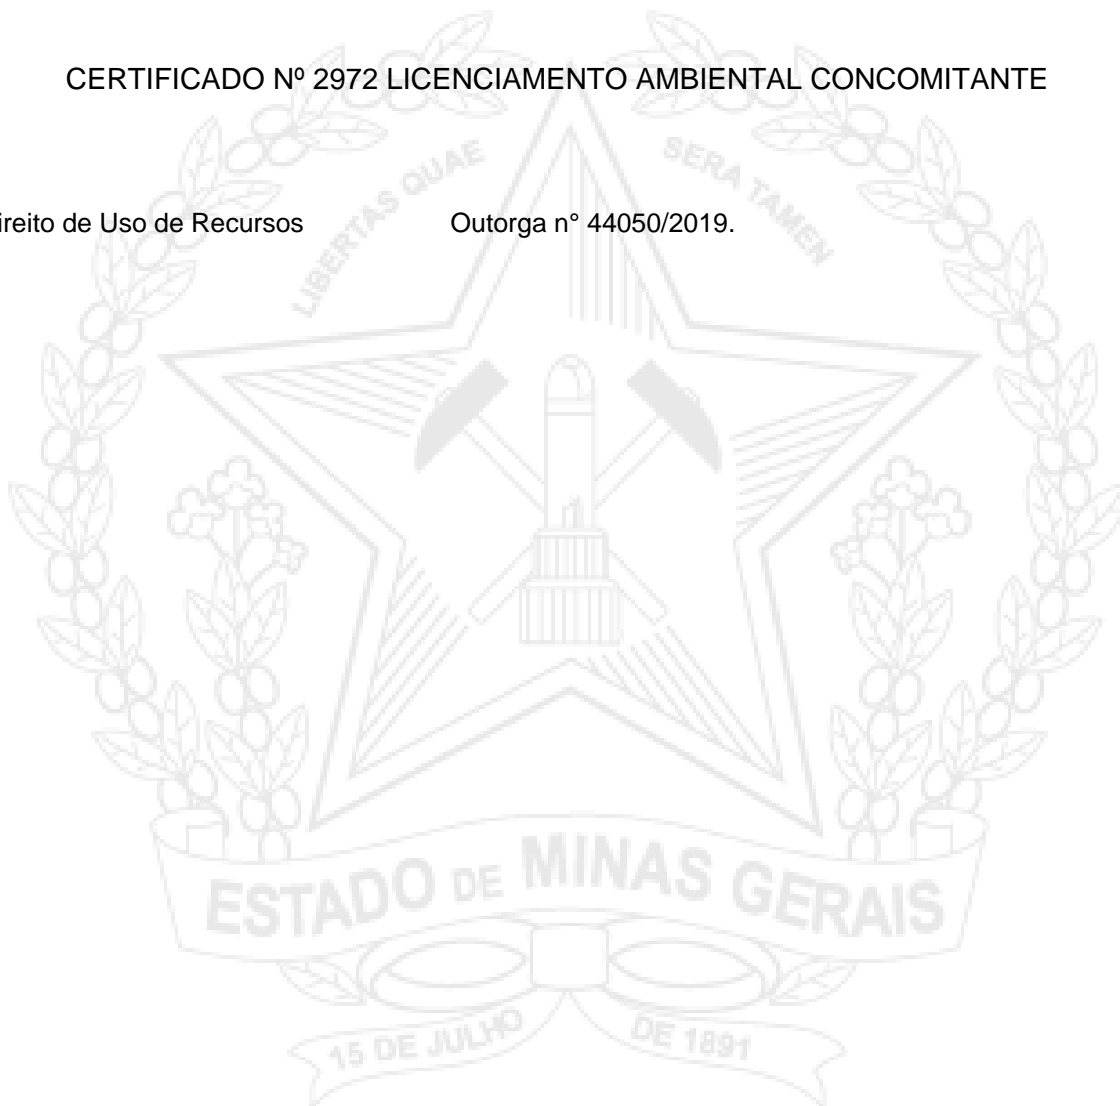 CERTIFICADO Nº 2972 LICENCIAMENTO AMBIENTAL CONCOMITANTE
LIBERTAS QUAE SERA TAMEN
ireito de Uso de Recursos Outorga n° 44050/2019.
ESTADO DE MINAS GERAIS
15 DE JULHO DE 1891